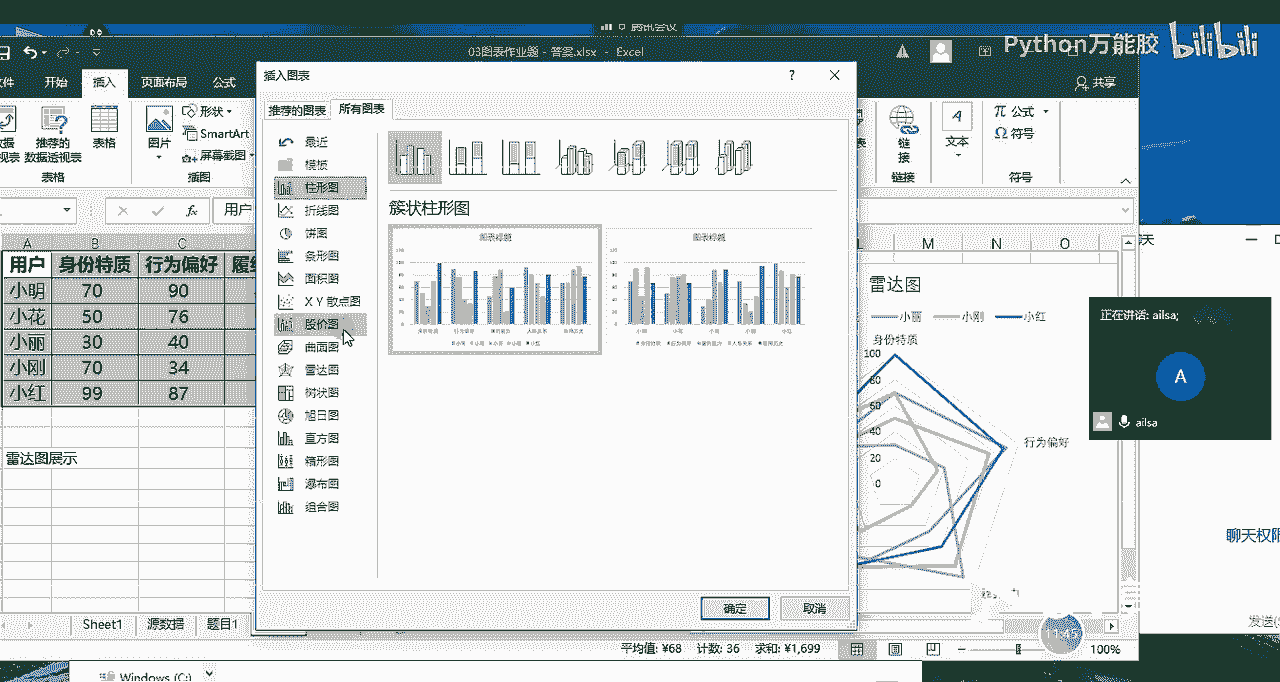 腾讯会议
03图表作业题 - 答案.xlsx - Excel
Python万能胶
bilibili
件
开始
插入
页面布局
公式
共享
插入图表
?
推荐的图表
所有图表
数据
视表
推荐的
数据透视表
表格
表格
图片
形状
SmartArt
屏幕截图
插图
链
接
链接
文本
π 公式
Ω 符号
符号
fx
用户
最近
模板
柱形图
折线图
饼图
条形图
面积图
X Y 散点图
股价图
曲面图
雷达图
树状图
旭日图
直方图
箱形图
瀑布图
组合图
簇状柱形图
图表标题
图表标题
确定
取消
A B C
L M N O
用户 身份特质 行为偏好
小明 70 90
小花 50 76
小丽 30 40
小刚 70 34
小红 99 87
雷达图展示
雷达图
小丽 小刚 小红
身份特质
100
80
60
40
20
0
行为偏好
天
正在讲话: ailsa;
A
ailsa
聊天权限
Sheet1 源数据 题目1
平均值: ¥68 计数: 36 求和: ¥1,699
100%
11:45
Windows (C:)